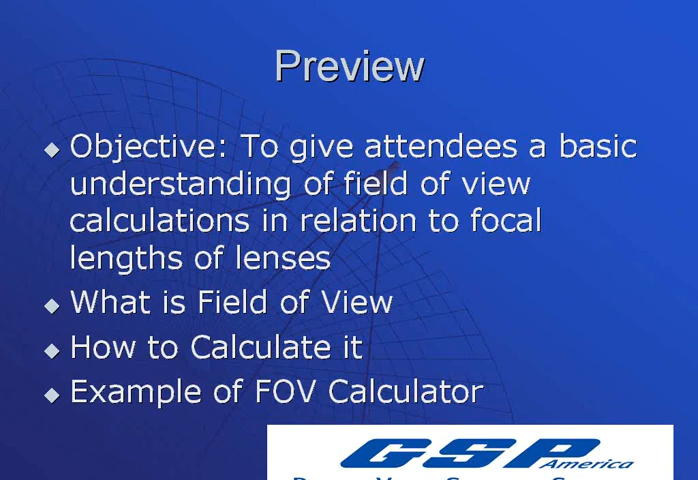 Preview
Objective: To give attendees a basic
understanding of field of view
calculations in relation to focal
lengths of lenses
What is Field of View
How to Calculate it
Example of FOV Calculator
GSP America